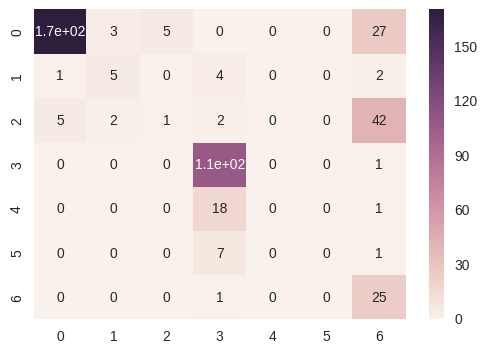 1.7e+02 3 5 0 0 0 27 0
1 5 0 4 0 0 2 1
5 2 1 2 0 0 42 2
0 0 0 1.1e+02 0 0 1 3
0 0 0 18 0 0 1 4
0 0 0 7 0 0 1 5
0 0 0 1 0 0 25 6
0 1 2 3 4 5 6
150
120
90
60
30
0